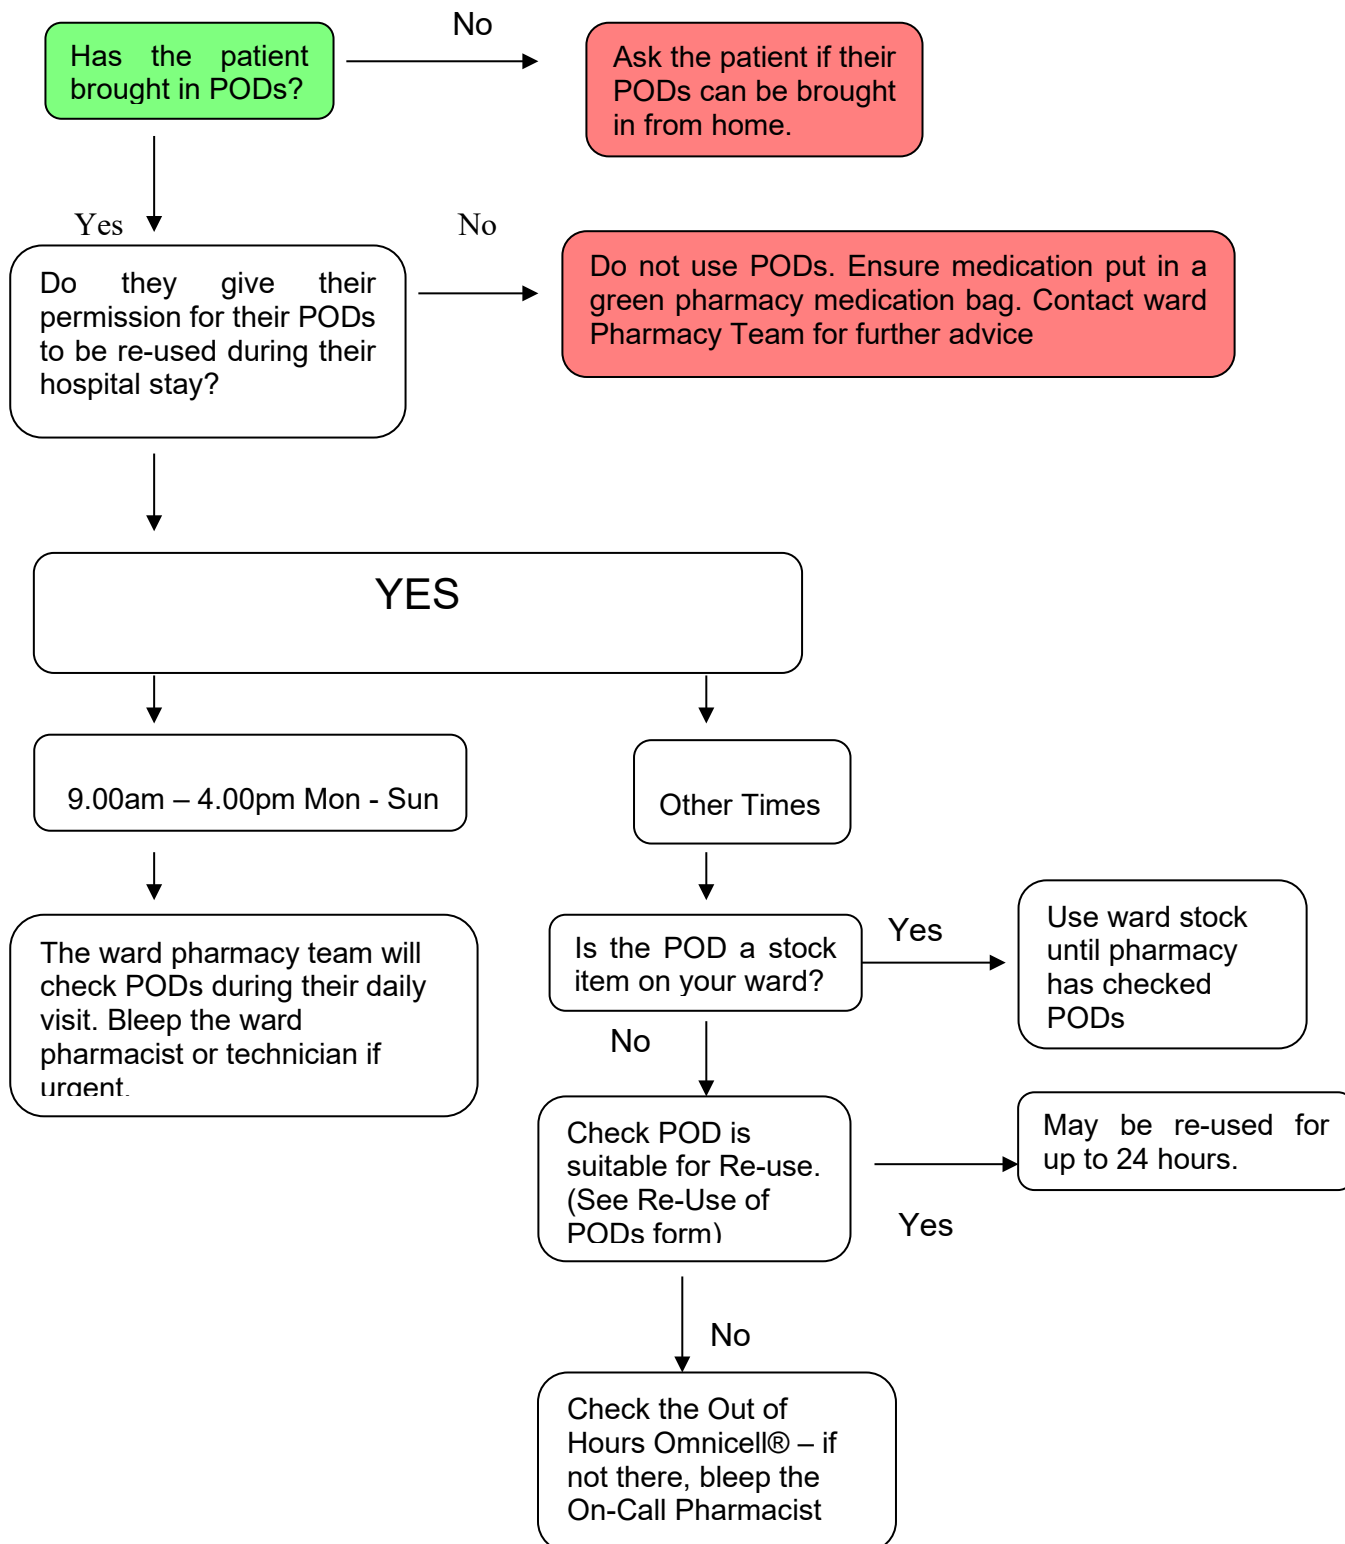 No
Has the patient
brought in PODs?
Ask the patient if their
PODs can be brought
in from home.
Yes
No
Do they give their
permission for their PODs
to be re-used during their
hospital stay?
Do not use PODs. Ensure medication put in a
green pharmacy medication bag. Contact ward
Pharmacy Team for further advice
YES
9.00am – 4.00pm Mon - Sun
Other Times
The ward pharmacy team will
check PODs during their daily
visit. Bleep the ward
pharmacist or technician if
urgent.
Is the POD a stock
item on your ward?
Yes
Use ward stock
until pharmacy
has checked
PODs
No
Check POD is
suitable for Re-use.
(See Re-Use of
PODs form)
Yes
May be re-used for
up to 24 hours.
No
Check the Out of
Hours Omnicell® – if
not there, bleep the
On-Call Pharmacist